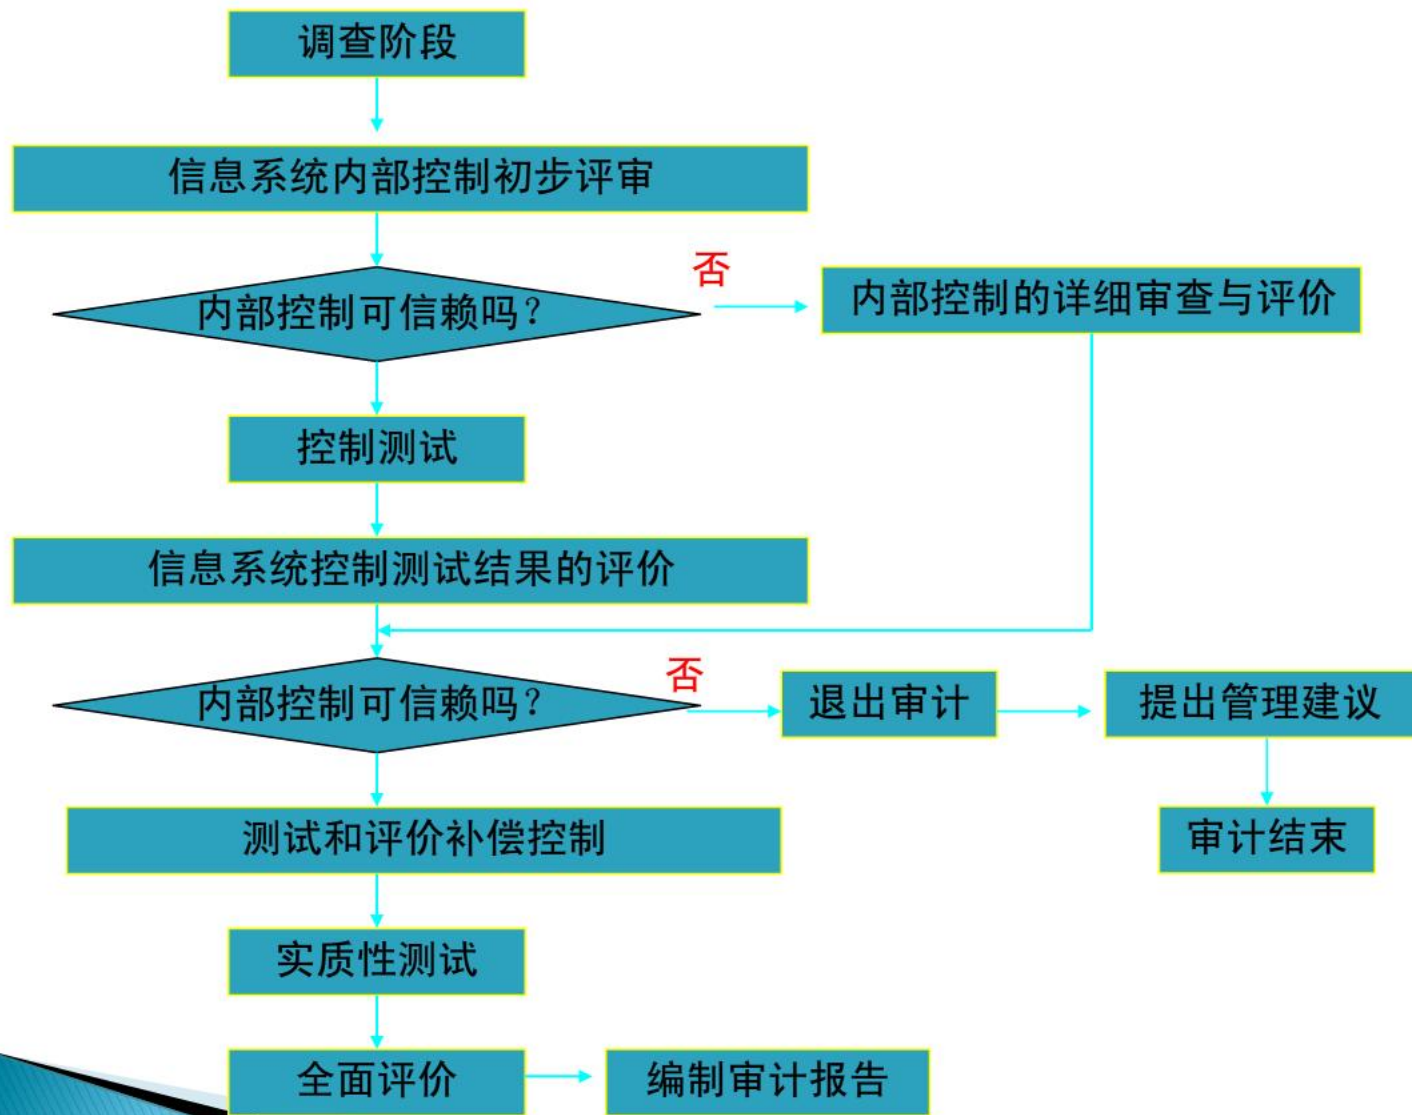 调查阶段
信息系统内部控制初步评审
否
内部控制可信赖吗？
内部控制的详细审查与评价
控制测试
信息系统控制测试结果的评价
否
内部控制可信赖吗？
退出审计
提出管理建议
测试和评价补偿控制
审计结束
实质性测试
全面评价
编制审计报告